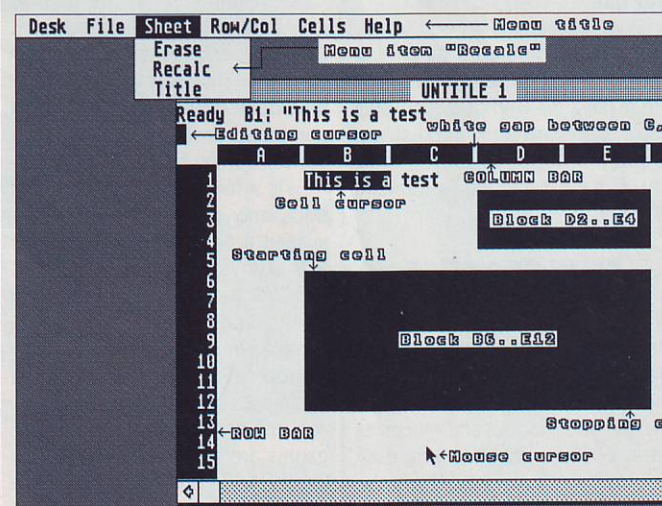 Desk File Sheet Row/Col Cells Help ← Menu title
Erase
Menu item "Recalc"
Recalc ←
Title
UNTITLE 1
Ready B1: "This is a test
←Editing cursor
white gap between C,
A B C D E
1 This is a test COLUMN BAR
2 Cell cursor
3 Block D2..E4
4
5 Starting cell
6
7
8
9 Block B6..E12
10
11
12
13 Stopping c
←ROW BAR
14
15 ←Mouse cursor